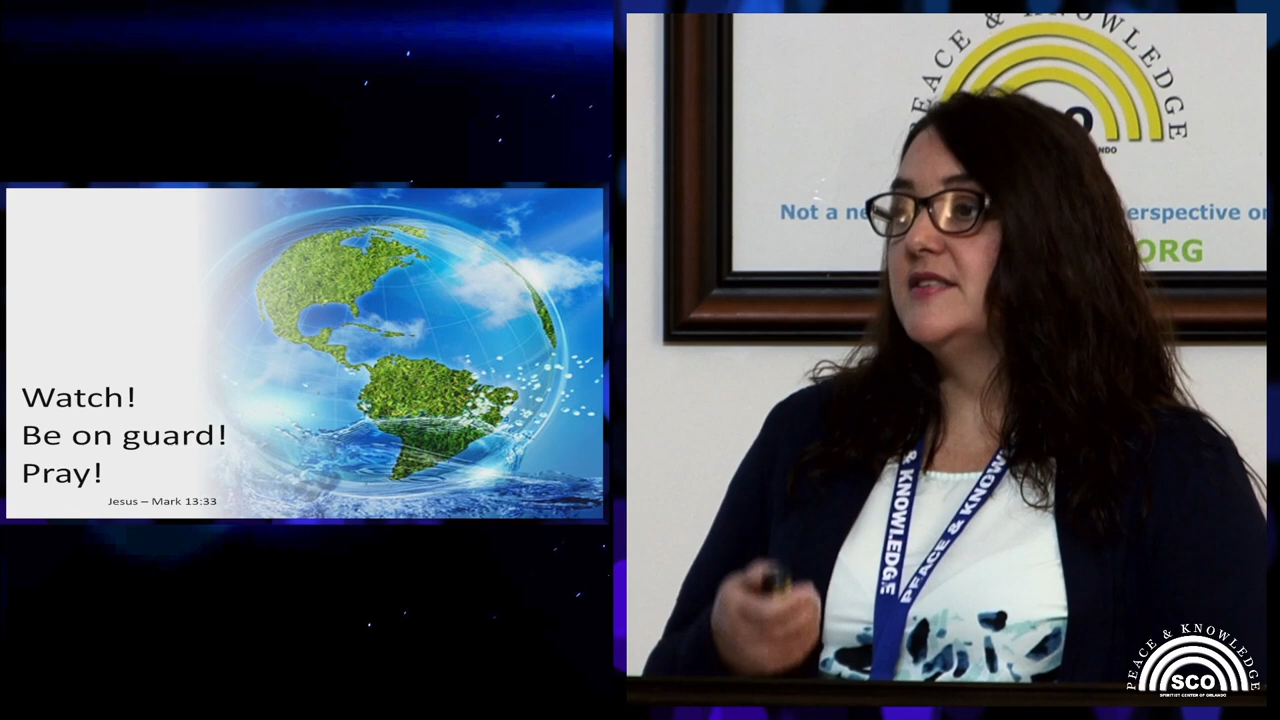 Watch!
Be on guard!
Pray!
Jesus – Mark 13:33
PEACE & KNOWLEDGE
Not a ne
erspective or
ORG
& KNOWLEDGE
PEACE & KNOW
PEACE & KNOWLEDGE
SCO
SPIRITIST CENTER OF ORLANDO